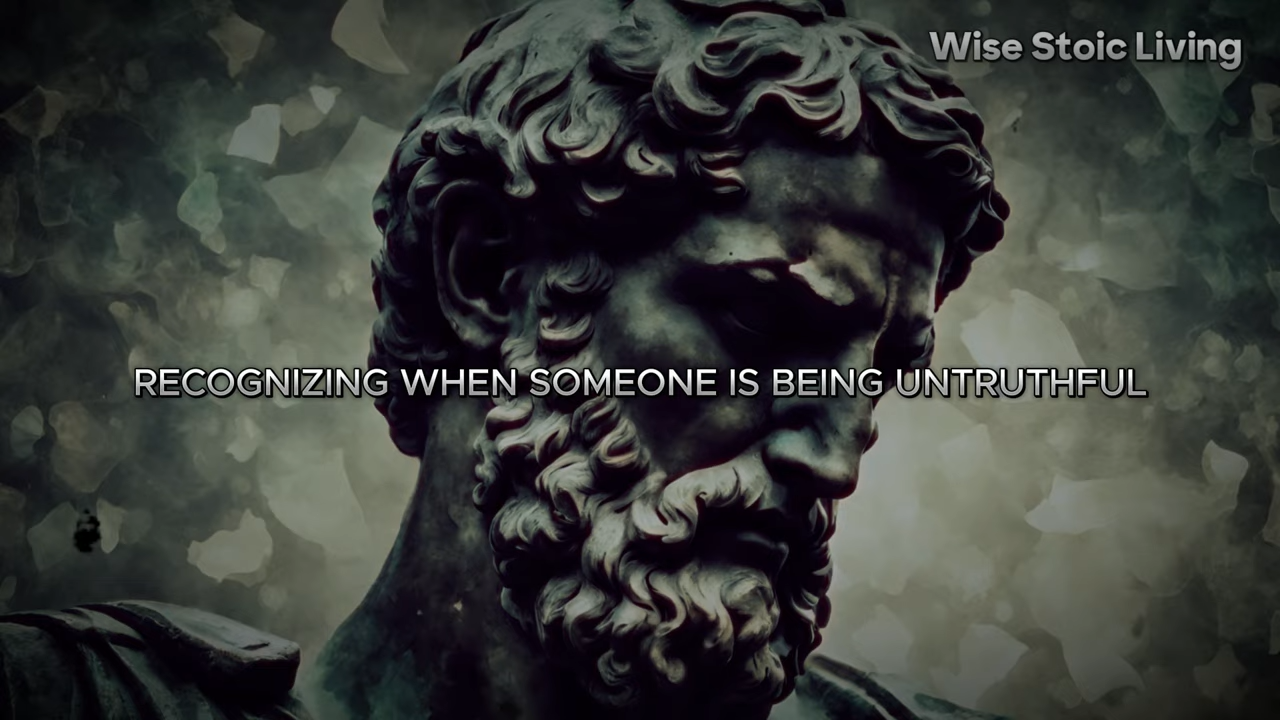 Wise Stoic Living
RECOGNIZING WHEN SOMEONE IS BEING UNTRUTHFUL